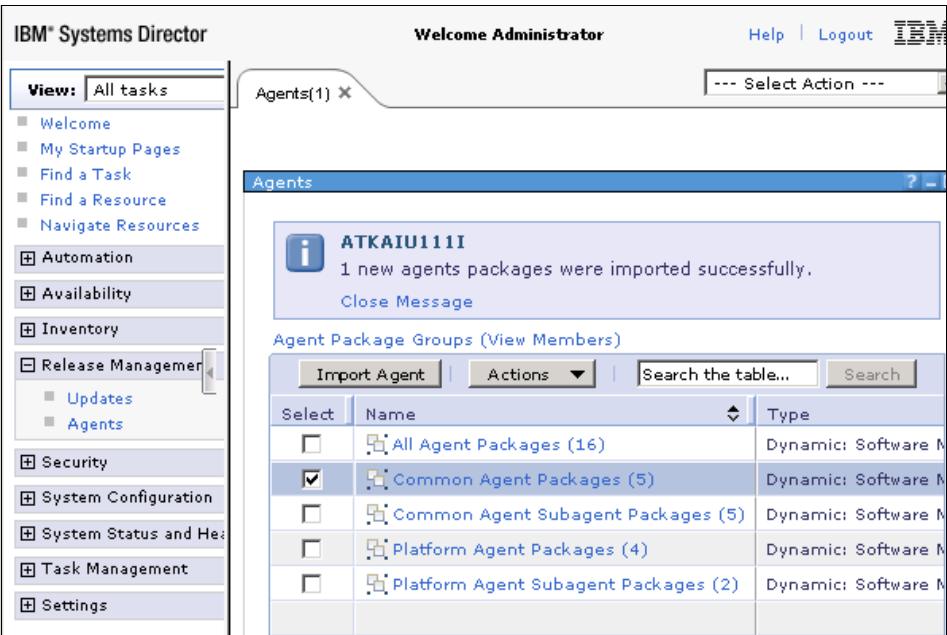 IBM® Systems Director Welcome Administrator Help | Logout IBM
View: All tasks
Agents(1) --- Select Action ---
Welcome
My Startup Pages
Find a Task
Find a Resource
Navigate Resources
Automation
Availability
Inventory
Release Managemen
Updates
Agents
Security
System Configuration
System Status and Hea
Task Management
Settings
Agents ?
ATKAIU111I
1 new agents packages were imported successfully.
Close Message
Agent Package Groups (View Members)
Import Agent | Actions | Search the table... Search
Select Name Type
All Agent Packages (16) Dynamic: Software M
Common Agent Packages (5) Dynamic: Software M
Common Agent Subagent Packages (5) Dynamic: Software M
Platform Agent Packages (4) Dynamic: Software M
Platform Agent Subagent Packages (2) Dynamic: Software M